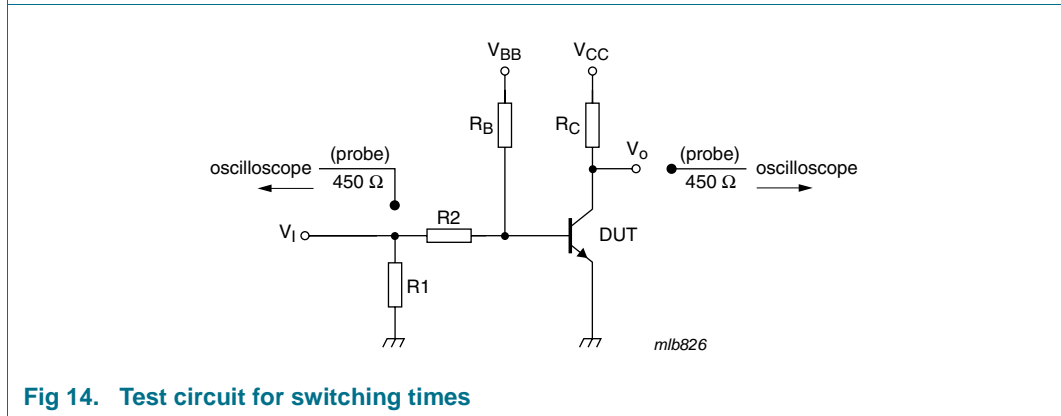 VBB
VCC
RB
RC
Vo
oscilloscope
(probe)
450 Ω
(probe)
450 Ω
oscilloscope
R2
VI
DUT
R1
mlb826
Fig 14. Test circuit for switching times